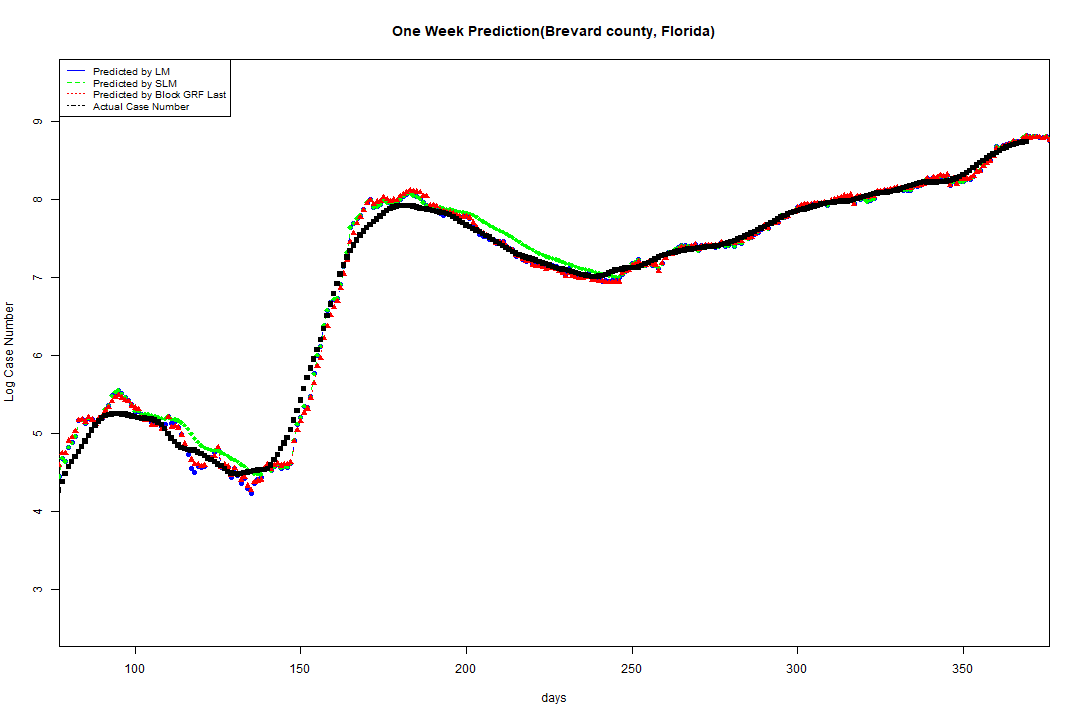 One Week Prediction(Brevard county, Florida)
Predicted by LM
Predicted by SLM
Predicted by Block GRF Last
Actual Case Number
Log Case Number
9
8
7
6
5
4
3
100 150 200 250 300 350
days